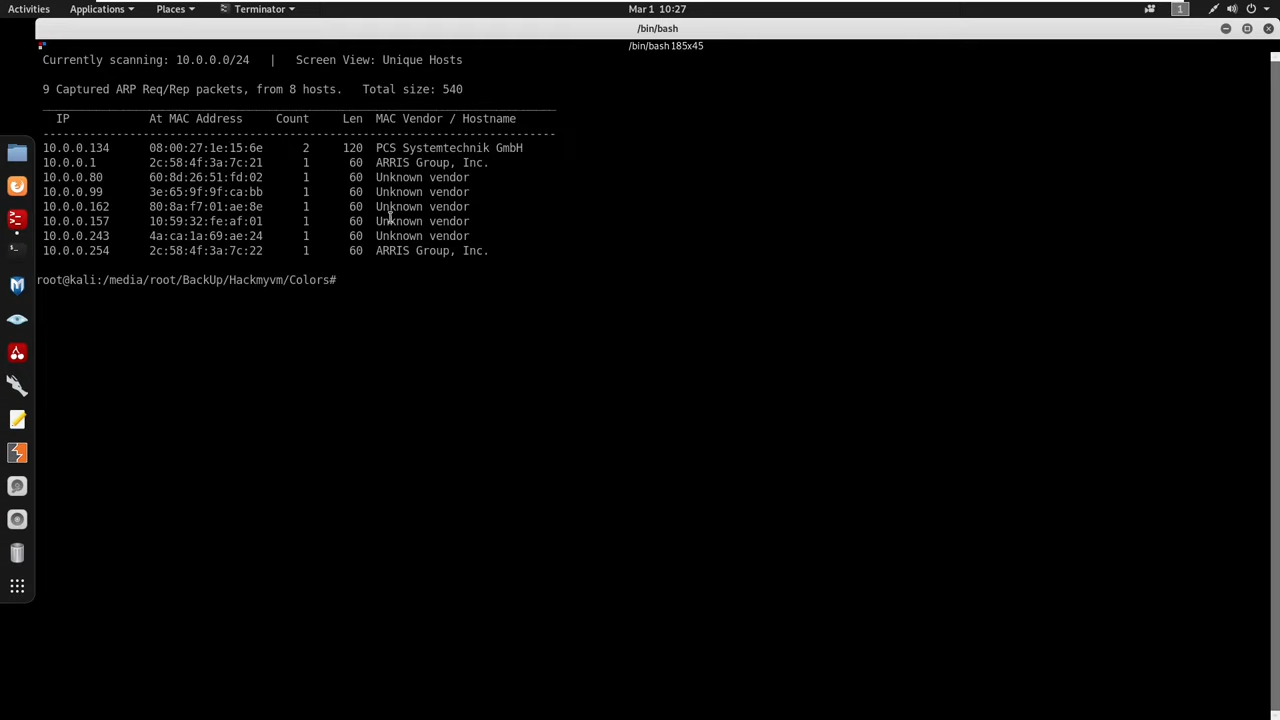 Activities Applications Places Terminator Mar 1 10:27 1
/bin/bash
/bin/bash 185x45
Currently scanning: 10.0.0.0/24 | Screen View: Unique Hosts
9 Captured ARP Req/Rep packets, from 8 hosts. Total size: 540
_____________________________________________________________________________
IP At MAC Address Count Len MAC Vendor / Hostname
-----------------------------------------------------------------------------
10.0.0.134 08:00:27:1e:15:6e 2 120 PCS Systemtechnik GmbH
10.0.0.1 2c:58:4f:3a:7c:21 1 60 ARRIS Group, Inc.
10.0.0.80 60:8d:26:51:fd:02 1 60 Unknown vendor
10.0.0.99 3e:65:9f:9f:ca:bb 1 60 Unknown vendor
10.0.0.162 80:8a:f7:01:ae:8e 1 60 Unknown vendor
10.0.0.157 10:59:32:fe:af:01 1 60 Unknown vendor
10.0.0.243 4a:ca:1a:69:ae:24 1 60 Unknown vendor
10.0.0.254 2c:58:4f:3a:7c:22 1 60 ARRIS Group, Inc.
root@kali:/media/root/BackUp/Hackmyvm/Colors#